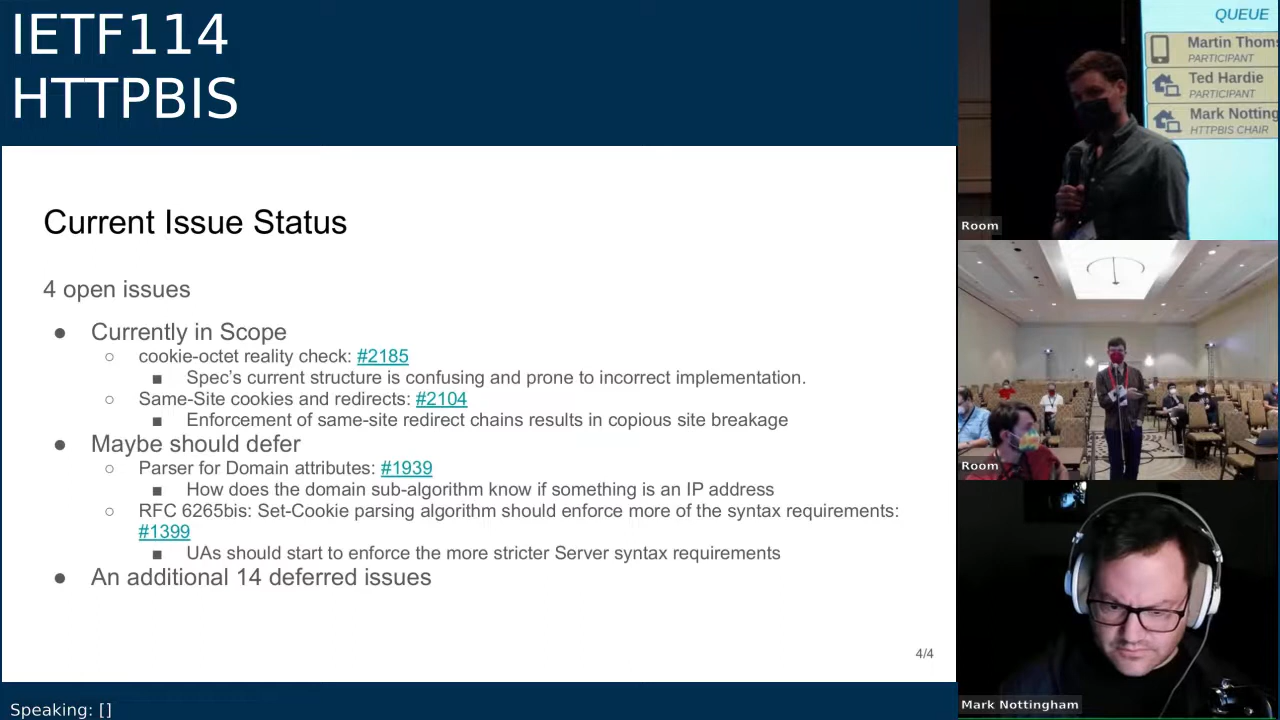 IETF114
HTTPBIS
Current Issue Status
4 open issues
● Currently in Scope
○ cookie-octet reality check: #2185
■ Spec's current structure is confusing and prone to incorrect implementation.
○ Same-Site cookies and redirects: #2104
■ Enforcement of same-site redirect chains results in copious site breakage
● Maybe should defer
○ Parser for Domain attributes: #1939
■ How does the domain sub-algorithm know if something is an IP address
○ RFC 6265bis: Set-Cookie parsing algorithm should enforce more of the syntax requirements:
#1399
■ UAs should start to enforce the more stricter Server syntax requirements
● An additional 14 deferred issues
4/4
Speaking: []
QUEUE
Martin Thoms
PARTICIPANT
Ted Hardie
PARTICIPANT
Mark Notting
HTTPBIS CHAIR
Room
Room
Mark Nottingham